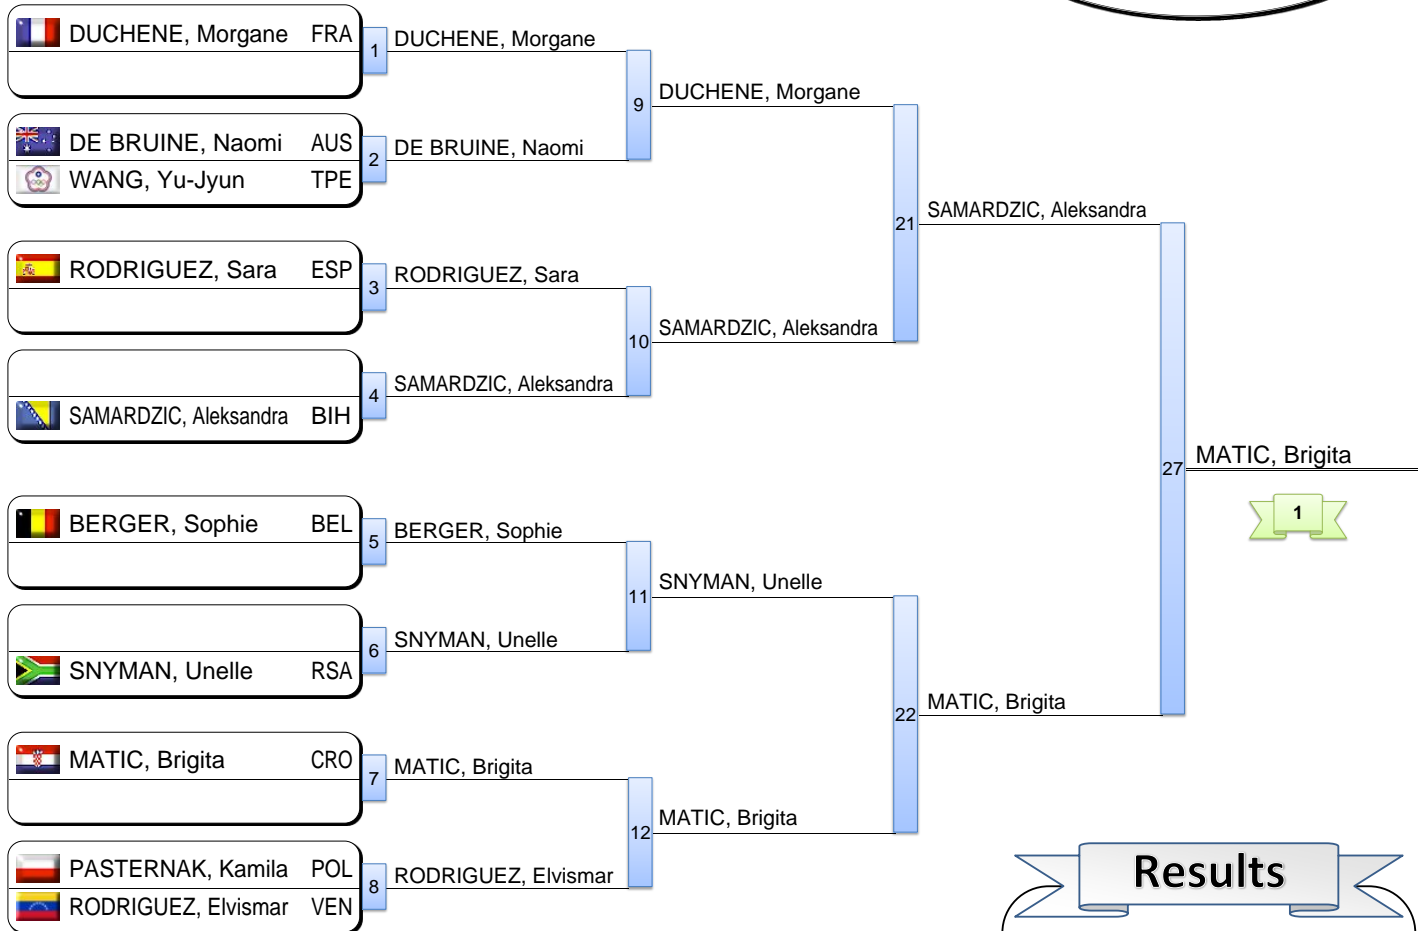 DUCHENE, Morgane FRA
1
DUCHENE, Morgane
9
DUCHENE, Morgane
DE BRUINE, Naomi AUS
WANG, Yu-Jyun TPE
2
DE BRUINE, Naomi
21
SAMARDZIC, Aleksandra
RODRIGUEZ, Sara ESP
3
RODRIGUEZ, Sara
10
SAMARDZIC, Aleksandra
SAMARDZIC, Aleksandra BIH
4
SAMARDZIC, Aleksandra
27
MATIC, Brigita
1
BERGER, Sophie BEL
5
BERGER, Sophie
11
SNYMAN, Unelle
SNYMAN, Unelle RSA
6
SNYMAN, Unelle
22
MATIC, Brigita
MATIC, Brigita CRO
7
MATIC, Brigita
12
MATIC, Brigita
PASTERNAK, Kamila POL
RODRIGUEZ, Elvismar VEN
8
RODRIGUEZ, Elvismar
Results